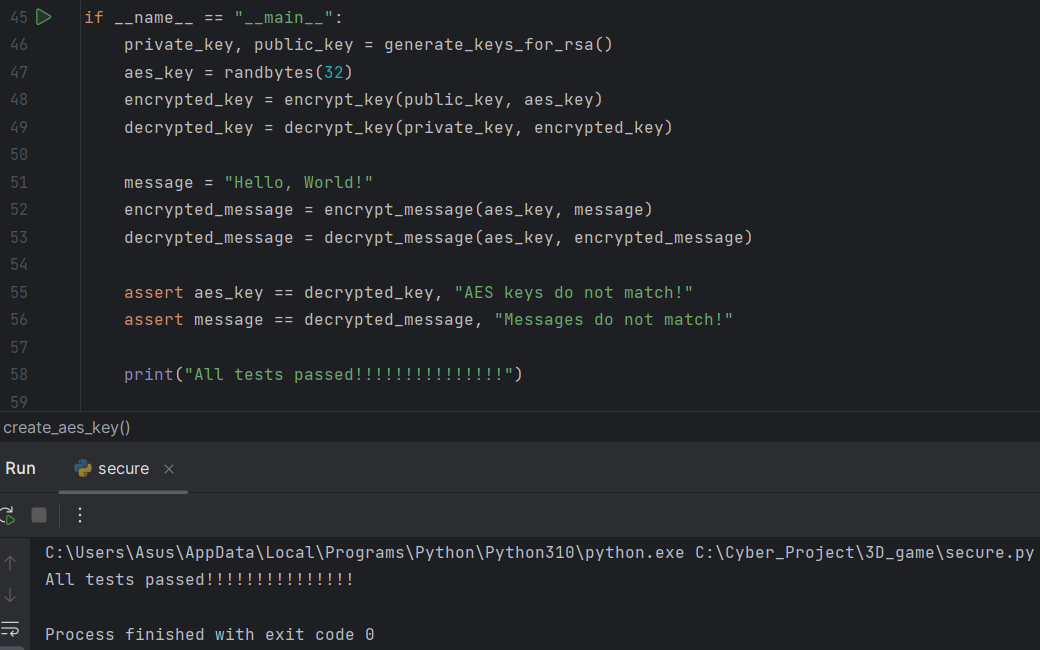 45 if __name__ == "__main__":
46 private_key, public_key = generate_keys_for_rsa()
47 aes_key = randbytes(32)
48 encrypted_key = encrypt_key(public_key, aes_key)
49 decrypted_key = decrypt_key(private_key, encrypted_key)
50
51 message = "Hello, World!"
52 encrypted_message = encrypt_message(aes_key, message)
53 decrypted_message = decrypt_message(aes_key, encrypted_message)
54
55 assert aes_key == decrypted_key, "AES keys do not match!"
56 assert message == decrypted_message, "Messages do not match!"
57
58 print("All tests passed!!!!!!!!!!!!!!!")
59
create_aes_key()
Run secure
C:\Users\Asus\AppData\Local\Programs\Python\Python310\python.exe C:\Cyber_Project\3D_game\secure.py
All tests passed!!!!!!!!!!!!!!!
Process finished with exit code 0